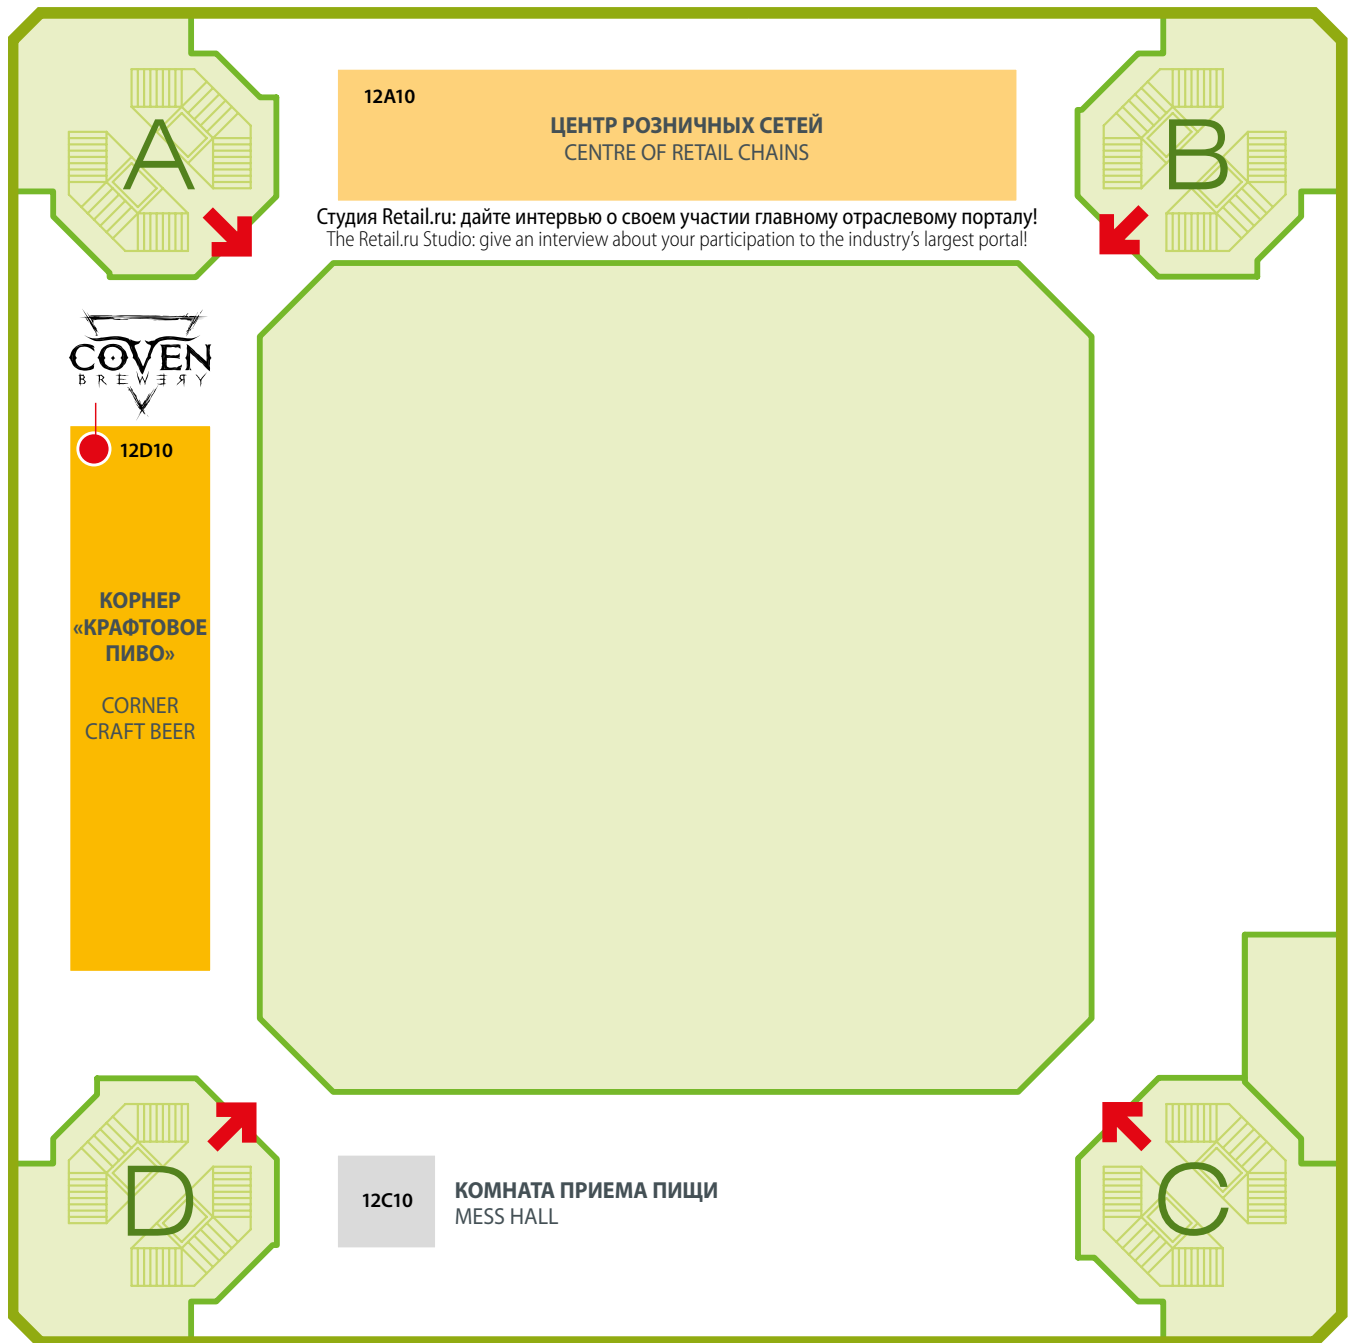 A
12A10
ЦЕНТР РОЗНИЧНЫХ СЕТЕЙ
CENTRE OF RETAIL CHAINS
B
Студия Retail.ru: дайте интервью о своем участии главному отраслевому порталу!
The Retail.ru Studio: give an interview about your participation to the industry’s largest portal!
COVEN
BREWERY
12D10
КОРНЕР
«КРАФТОВОЕ
ПИВО»
CORNER
CRAFT BEER
D
12C10
КОМНАТА ПРИЕМА ПИЩИ
MESS HALL
C